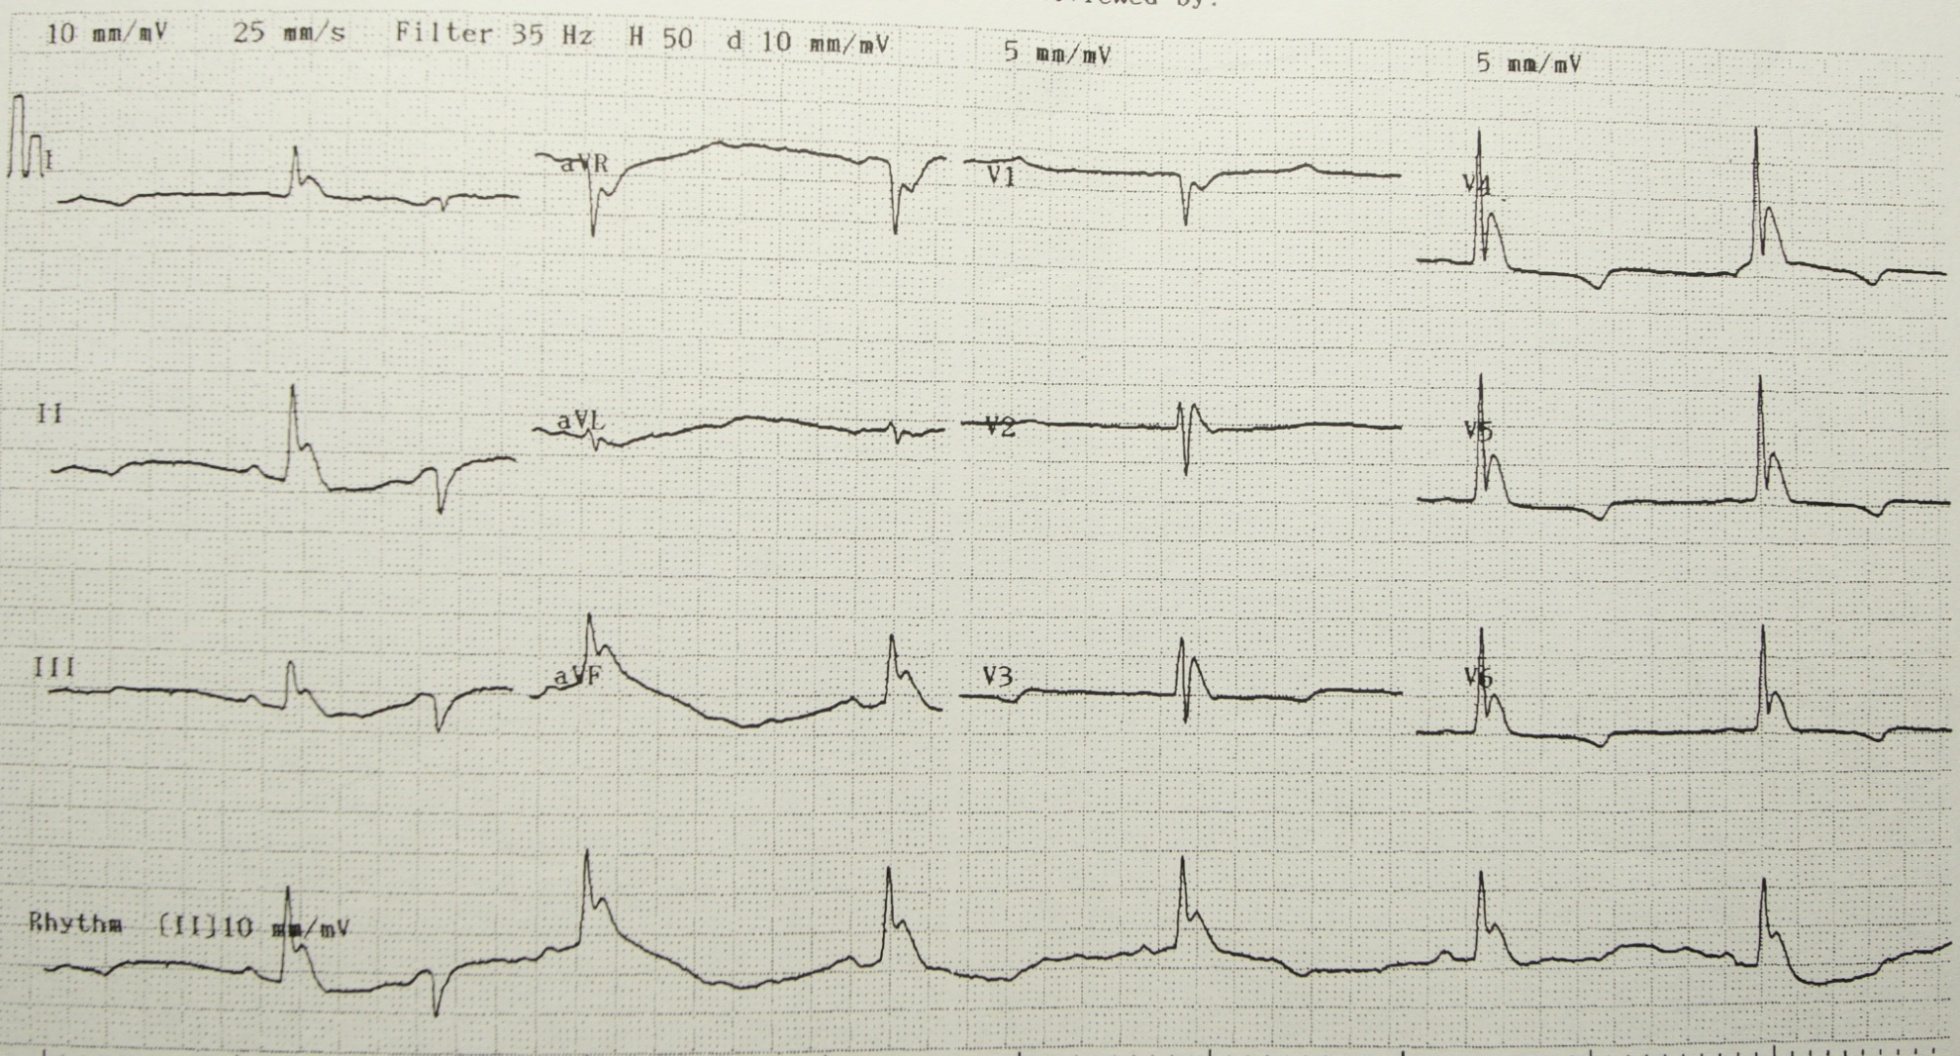 10 mm/mV 25 mm/s Filter 35 Hz H 50 d 10 mm/mV 5 mm/mV 5 mm/mV
I aVR V1 V4
II aVL V2 V5
III aVF V3 V6
Rhythm [II]10 mm/mV